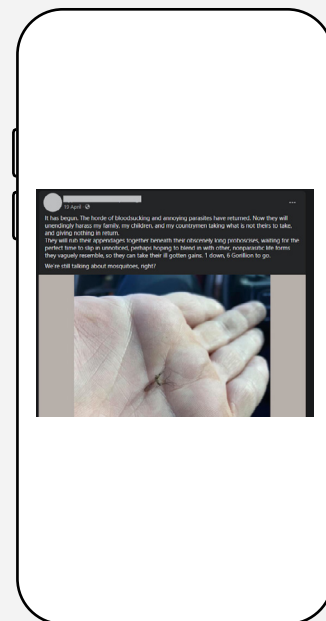 13 April
It has begun. The horde of bloodsucking and annoying parasites have returned. Now they will
unendingly harass my family, my children, and my countrymen taking what is not theirs to take,
and giving nothing in return.
They will rub their appendages together beneath their obscenely long proboscises, waiting for the
perfect time to slip in unnoticed, perhaps hoping to blend in with other, nonparasitic life forms
they vaguely resemble, so they can take their ill gotten gains. 1 down, 6 Gorillion to go.
We're still talking about mosquitoes, right?